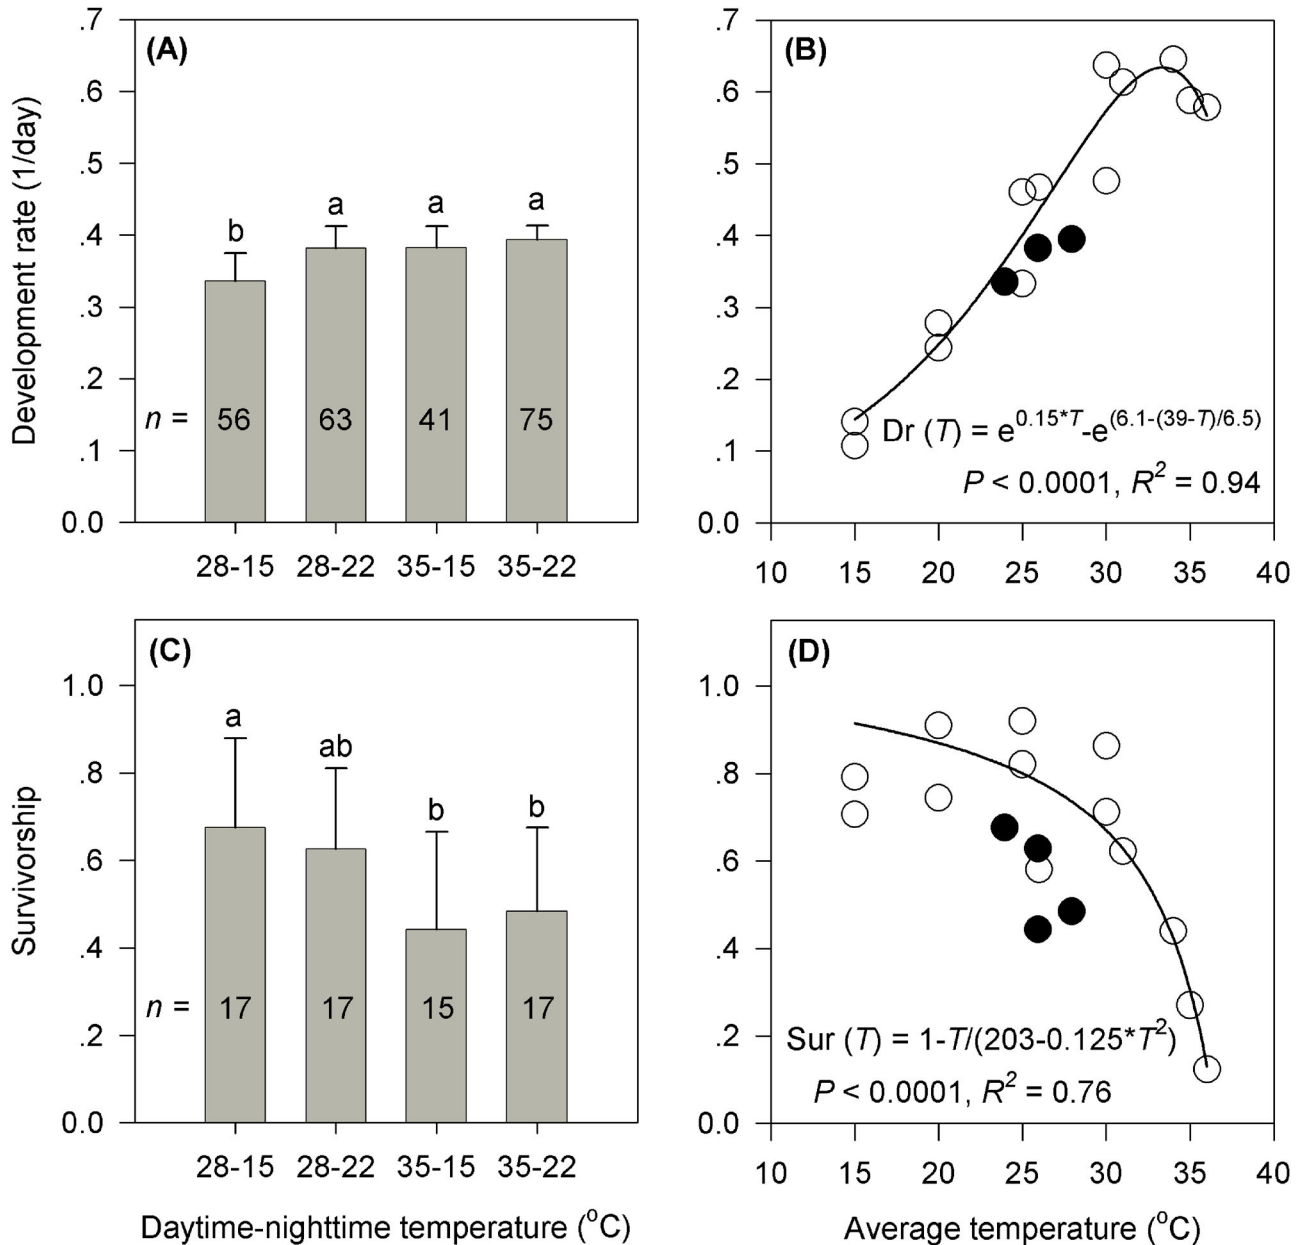 (A)
Development rate (1/day)
.7
.6
.5
.4
.3
.2
.1
0.0
b
a
a
a
n = 56 63 41 75
28-15 28-22 35-15 35-22
(B)
.7
.6
.5
.4
.3
.2
.1
0.0
Dr (T) = e^0.15*T-e^(6.1-(39-T)/6.5)
P < 0.0001, R^2 = 0.94
10 15 20 25 30 35 40
(C)
Survivorship
1.0
.8
.6
.4
.2
0.0
a
ab
b
b
n = 17 17 15 17
28-15 28-22 35-15 35-22
Daytime-nighttime temperature (°C)
(D)
1.0
.8
.6
.4
.2
0.0
Sur (T) = 1-T/(203-0.125*T^2)
P < 0.0001, R^2 = 0.76
10 15 20 25 30 35 40
Average temperature (°C)